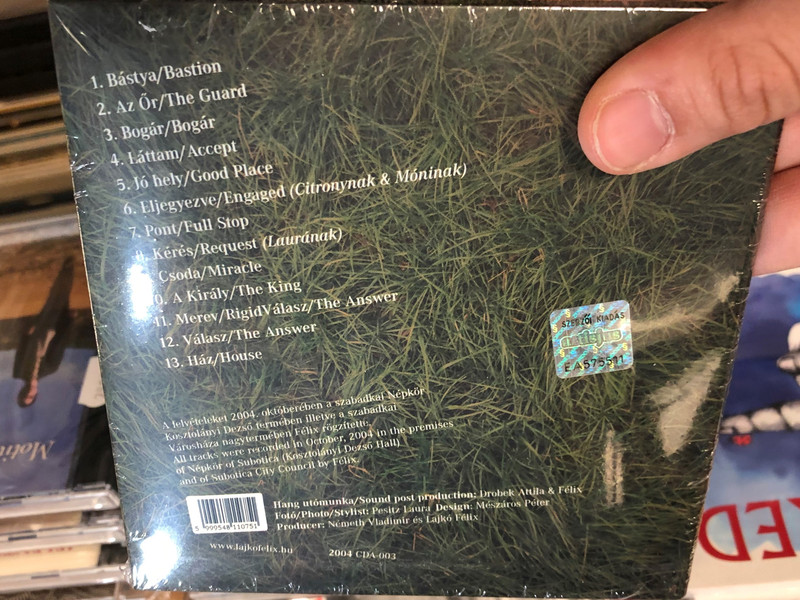 1. Bástya/Bastion
2. Az Őr/The Guard
3. Bogár/Bogár
4. Láttam/Accept
5. Jó hely/Good Place
6. Eljegyezve/Engaged (Citronynak & Móninak)
7. Pont/Full Stop
8. Kérés/Request (Laurának)
Csoda/Miracle
10. A Király/The King
11. Merev/RigidVálasz/The Answer
12. Válasz/The Answer
13. Ház/House
A felvételeket 2004. októberében a szabadkai Népkör
Kosztolányi Dezső termében illetve a szabadkai
Városháza nagytermében Félix rögzítette.
All tracks were recorded in October, 2004 in the premises
of Népkör of Subotica (Kosztolányi Dezső Hall)
and of Subotica City Council by Félix
Hang utómunka/Sound post production: Drobek Attila & Félix
Fotó/Photo/Stylist: Pesitz Laura Design: Mészáros Péter
Producer: Németh Vladimir és Lajkó Félix
5 999548 110751
www.lajkofelix.hu
2004 CDA-003
SZERZŐI KIADÁS
artisjus
EA575511
Motio
KED